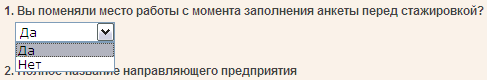 1. Вы поменяли место работы с момента заполнения анкеты перед стажировкой?
Да
Да
Нет
2. Полное название направляющего предприятия